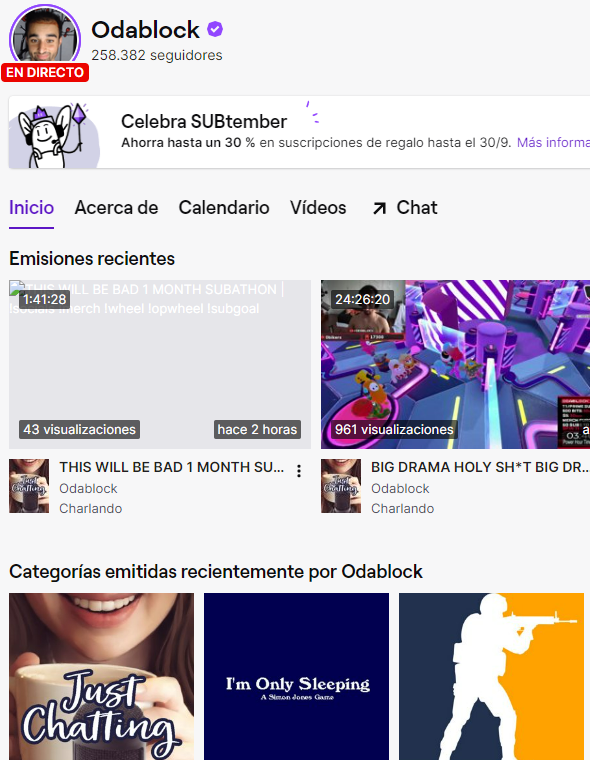 Odablock
258.382 seguidores
EN DIRECTO
Celebra SUBtember
Ahorra hasta un 30 % en suscripciones de regalo hasta el 30/9. Más informa
Inicio Acerca de Calendario Vídeos Chat
Emisiones recientes
THIS WILL BE BAD 1 MONTH SUBATHON |
!socials !merch !wheel !opwheel !subgoal
1:41:28
43 visualizaciones
hace 2 horas
24:26:20
961 visualizaciones
a
Just Chatting
THIS WILL BE BAD 1 MONTH SU...
Odablock
Charlando
Just Chatting
BIG DRAMA HOLY SH*T BIG DR...
Odablock
Charlando
Categorías emitidas recientemente por Odablock
Just
Chatting
I'm Only Sleeping
A Simon Jones Game